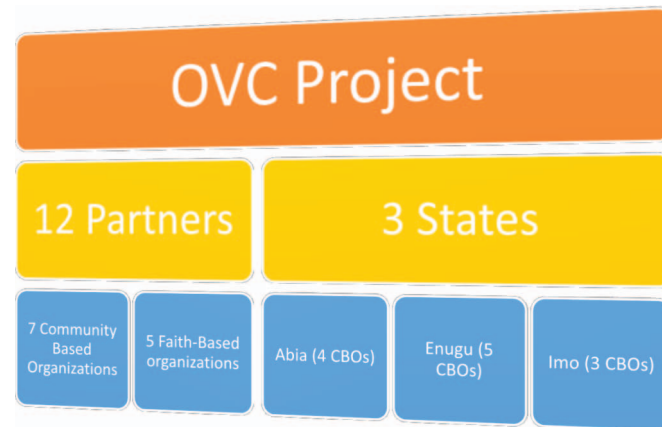 OVC Project
12 Partners
3 States
7 Community
Based
Organizations
5 Faith-Based
organizations
Abia (4 CBOs)
Enugu (5
CBOs)
Imo (3 CBOs)